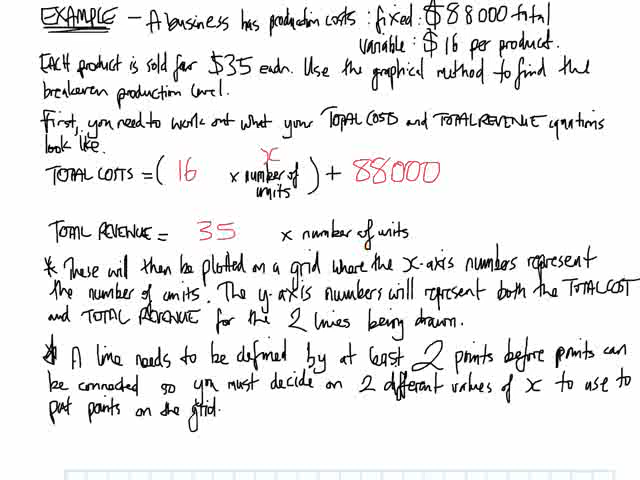 EXAMPLE - A business has production costs: fixed: $88000 total
variable: $16 per product.
Each product is sold for $35 each. Use the graphical method to find the
breakeven production level.
First, you need to work out what your TOTAL COSTS and TOTAL REVENUE equations
look like.
x
TOTAL COSTS = (16 x number of units) + 88000
TOTAL REVENUE = 35 x number of units
* These will then be plotted on a grid where the x-axis numbers represent
the number of units. The y-axis numbers will represent both the TOTAL COST
and TOTAL REVENUE for the 2 lines being drawn.
* A line needs to be defined by at least 2 points before points can
be connected so you must decide on 2 different values of x to use to
put points on the grid.